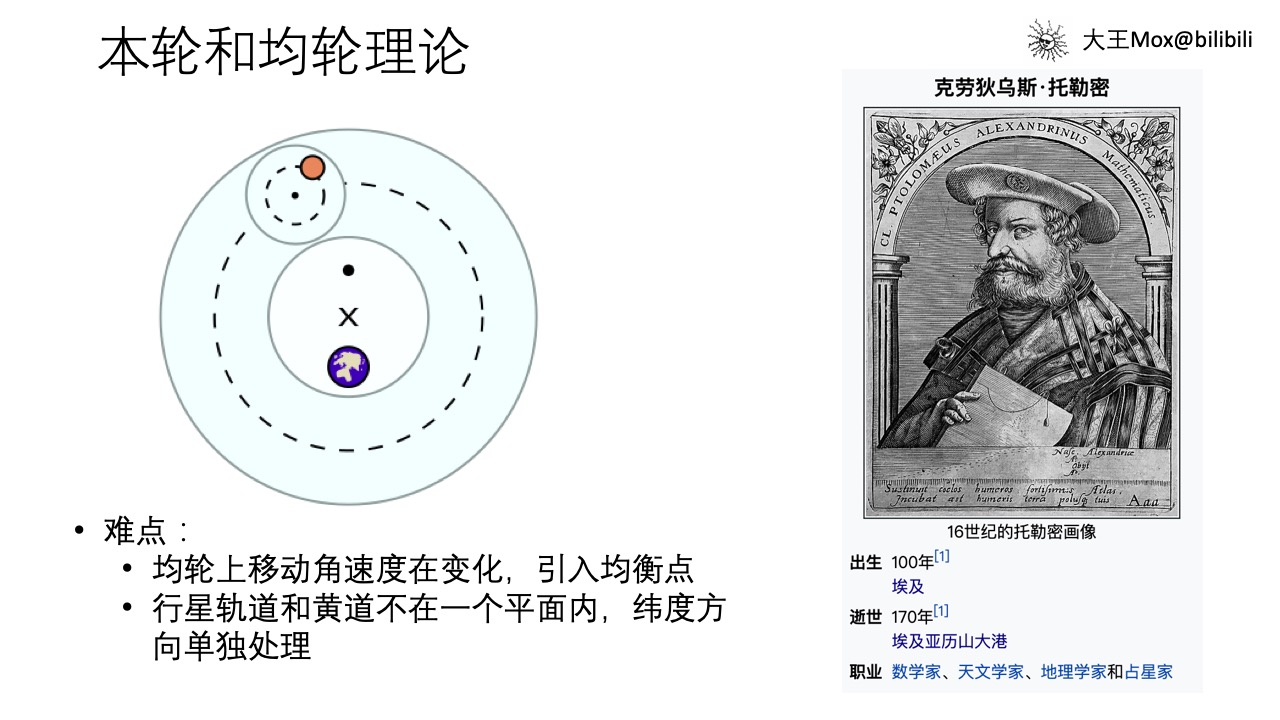 本轮和均轮理论
大王Mox@bilibili
克劳狄乌斯·托勒密
CL. PTOLOMÆUS ALEXANDRINUS Mathematicus.
X
Nasc. Alexandriæ
Obyt
Sustinuit coelos humeros fortissimus Atlas,
Incubat ast humeris terra polusq tuis
Aaa
16世纪的托勒密画像
出生 100年[1]
埃及
逝世 170年[1]
埃及亚历山大港
职业 数学家、天文学家、地理学家和占星家
• 难点：
• 均轮上移动角速度在变化，引入均衡点
• 行星轨道和黄道不在一个平面内，纬度方
向单独处理